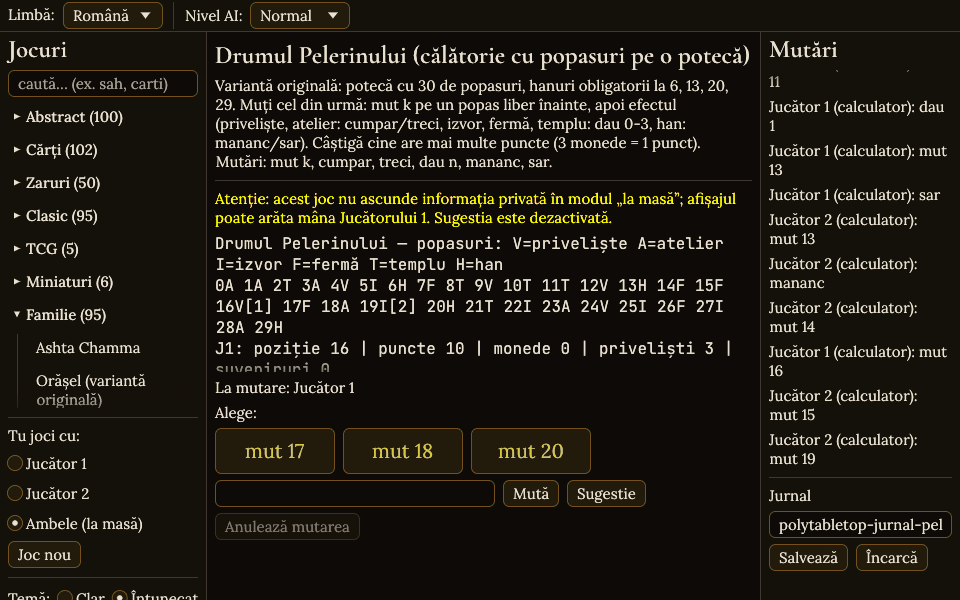 Limbă: Română ▼ Nivel AI: Normal ▼
Jocuri
caută... (ex. sah, carti)
▸ Abstract (100)
▸ Cărți (102)
▸ Zaruri (50)
▸ Clasic (95)
▸ TCG (5)
▸ Miniaturi (6)
▾ Familie (95)
Ashta Chamma
Orășel (variantă
originală)
Tu joci cu:
Jucător 1
Jucător 2
Ambele (la masă)
Joc nou
Temă: Clar Întunecat
Drumul Pelerinului (călătorie cu popasuri pe o potecă)
Variantă originală: potecă cu 30 de popasuri, hanuri obligatorii la 6, 13, 20,
29. Muți cel din urmă: mut k pe un popas liber înainte, apoi efectul
(priveliște, atelier: cumpar/treci, izvor, fermă, templu: dau 0-3, han:
mananc/sar). Câștigă cine are mai multe puncte (3 monede = 1 punct).
Mutări: mut k, cumpar, treci, dau n, mananc, sar.
Atenție: acest joc nu ascunde informația privată în modul „la masă”; afișajul
poate arăta mâna Jucătorului 1. Sugestia este dezactivată.
Drumul Pelerinului — popasuri: V=priveliște A=atelier
I=izvor F=fermă T=templu H=han
0A 1A 2T 3A 4V 5I 6H 7F 8T 9V 10T 11T 12V 13H 14F 15F
16V[1] 17F 18A 19I[2] 20H 21T 22I 23A 24V 25I 26F 27I
28A 29H
J1: poziție 16 | puncte 10 | monede 0 | priveliști 3 |
suveniruri 0
La mutare: Jucător 1
Alege:
mut 17 mut 18 mut 20
Mută Sugestie
Anulează mutarea
Mutări
11
Jucător 1 (calculator): dau
1
Jucător 1 (calculator): mut
13
Jucător 1 (calculator): sar
Jucător 2 (calculator):
mut 13
Jucător 2 (calculator):
mananc
Jucător 2 (calculator):
mut 14
Jucător 1 (calculator): mut
16
Jucător 2 (calculator):
mut 15
Jucător 2 (calculator):
mut 19
Jurnal
polytabletop-jurnal-pel
Salvează Încarcă